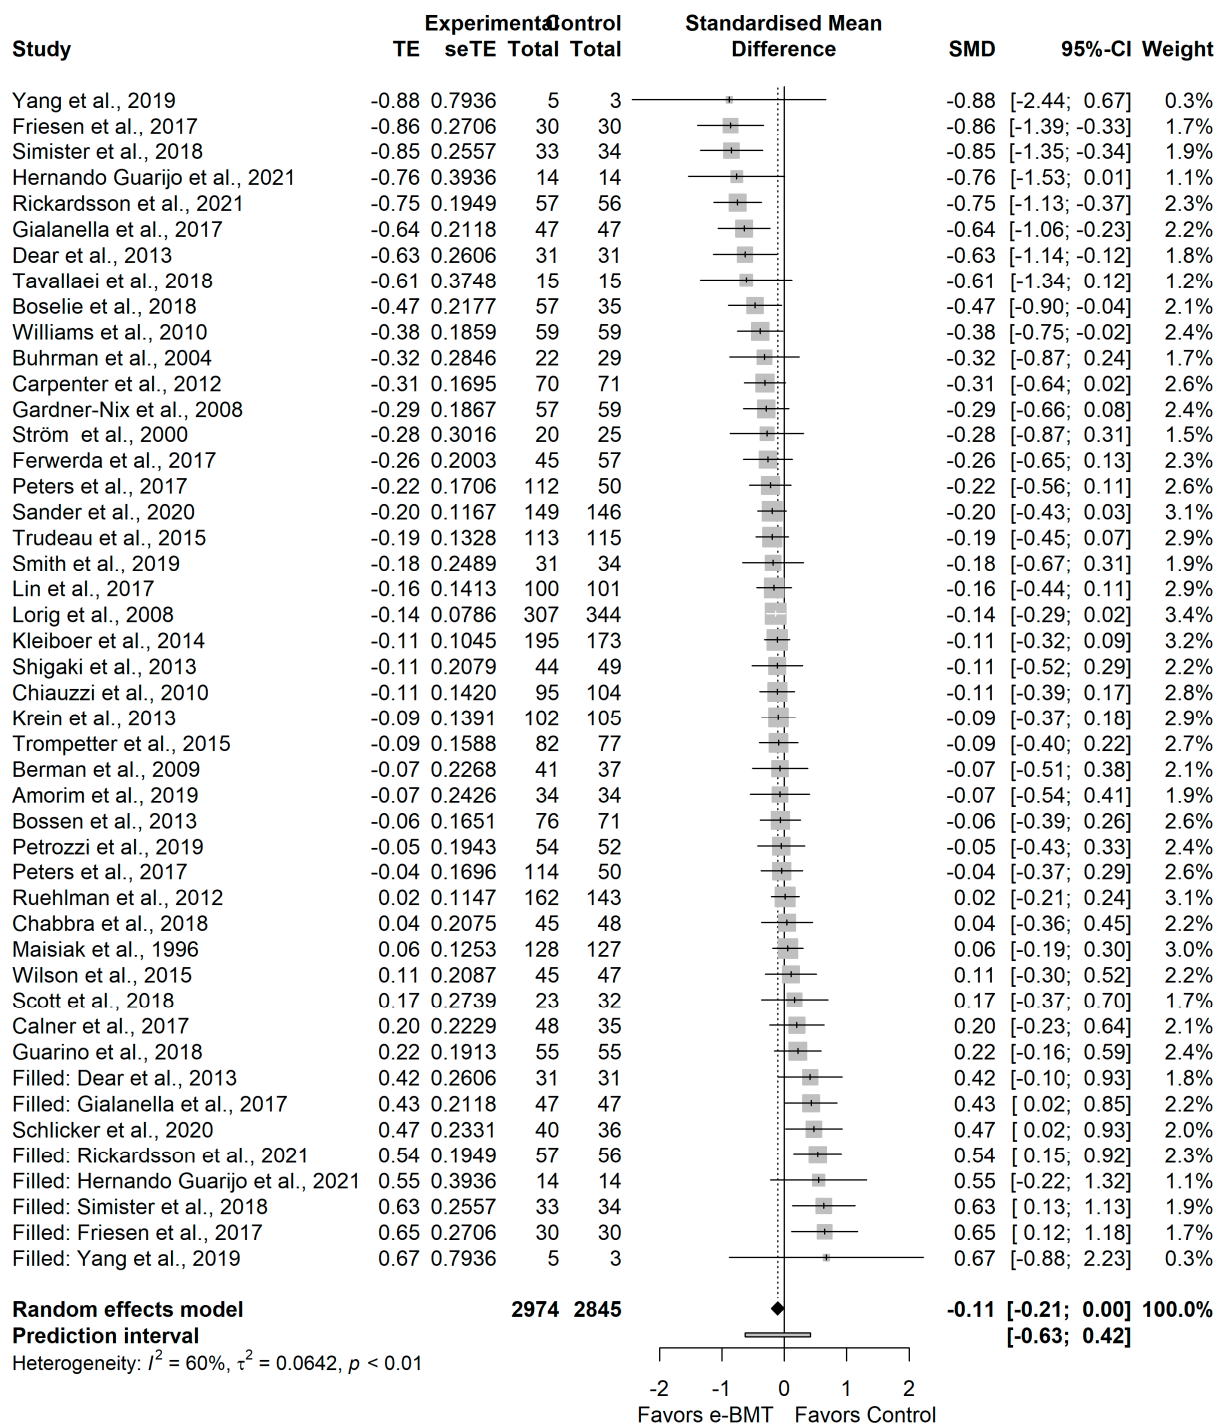 Experimental Control Standardised Mean
Study TE seTE Total Total Difference SMD 95%-CI Weight
Yang et al., 2019 -0.88 0.7936 5 3 -0.88 [-2.44; 0.67] 0.3%
Friesen et al., 2017 -0.86 0.2706 30 30 -0.86 [-1.39; -0.33] 1.7%
Simister et al., 2018 -0.85 0.2557 33 34 -0.85 [-1.35; -0.34] 1.9%
Hernando Guarijo et al., 2021 -0.76 0.3936 14 14 -0.76 [-1.53; 0.01] 1.1%
Rickardsson et al., 2021 -0.75 0.1949 57 56 -0.75 [-1.13; -0.37] 2.3%
Gialanella et al., 2017 -0.64 0.2118 47 47 -0.64 [-1.06; -0.23] 2.2%
Dear et al., 2013 -0.63 0.2606 31 31 -0.63 [-1.14; -0.12] 1.8%
Tavallaei et al., 2018 -0.61 0.3748 15 15 -0.61 [-1.34; 0.12] 1.2%
Boselie et al., 2018 -0.47 0.2177 57 35 -0.47 [-0.90; -0.04] 2.1%
Williams et al., 2010 -0.38 0.1859 59 59 -0.38 [-0.75; -0.02] 2.4%
Buhrman et al., 2004 -0.32 0.2846 22 29 -0.32 [-0.87; 0.24] 1.7%
Carpenter et al., 2012 -0.31 0.1695 70 71 -0.31 [-0.64; 0.02] 2.6%
Gardner-Nix et al., 2008 -0.29 0.1867 57 59 -0.29 [-0.66; 0.08] 2.4%
Ström et al., 2000 -0.28 0.3016 20 25 -0.28 [-0.87; 0.31] 1.5%
Ferwerda et al., 2017 -0.26 0.2003 45 57 -0.26 [-0.65; 0.13] 2.3%
Peters et al., 2017 -0.22 0.1706 112 50 -0.22 [-0.56; 0.11] 2.6%
Sander et al., 2020 -0.20 0.1167 149 146 -0.20 [-0.43; 0.03] 3.1%
Trudeau et al., 2015 -0.19 0.1328 113 115 -0.19 [-0.45; 0.07] 2.9%
Smith et al., 2019 -0.18 0.2489 31 34 -0.18 [-0.67; 0.31] 1.9%
Lin et al., 2017 -0.16 0.1413 100 101 -0.16 [-0.44; 0.11] 2.9%
Lorig et al., 2008 -0.14 0.0786 307 344 -0.14 [-0.29; 0.02] 3.4%
Kleiboer et al., 2014 -0.11 0.1045 195 173 -0.11 [-0.32; 0.09] 3.2%
Shigaki et al., 2013 -0.11 0.2079 44 49 -0.11 [-0.52; 0.29] 2.2%
Chiauzzi et al., 2010 -0.11 0.1420 95 104 -0.11 [-0.39; 0.17] 2.8%
Krein et al., 2013 -0.09 0.1391 102 105 -0.09 [-0.37; 0.18] 2.9%
Trompetter et al., 2015 -0.09 0.1588 82 77 -0.09 [-0.40; 0.22] 2.7%
Berman et al., 2009 -0.07 0.2268 41 37 -0.07 [-0.51; 0.38] 2.1%
Amorim et al., 2019 -0.07 0.2426 34 34 -0.07 [-0.54; 0.41] 1.9%
Bossen et al., 2013 -0.06 0.1651 76 71 -0.06 [-0.39; 0.26] 2.6%
Petrozzi et al., 2019 -0.05 0.1943 54 52 -0.05 [-0.43; 0.33] 2.4%
Peters et al., 2017 -0.04 0.1696 114 50 -0.04 [-0.37; 0.29] 2.6%
Ruehlman et al., 2012 0.02 0.1147 162 143 0.02 [-0.21; 0.24] 3.1%
Chabbra et al., 2018 0.04 0.2075 45 48 0.04 [-0.36; 0.45] 2.2%
Maisiak et al., 1996 0.06 0.1253 128 127 0.06 [-0.19; 0.30] 3.0%
Wilson et al., 2015 0.11 0.2087 45 47 0.11 [-0.30; 0.52] 2.2%
Scott et al., 2018 0.17 0.2739 23 32 0.17 [-0.37; 0.70] 1.7%
Calner et al., 2017 0.20 0.2229 48 35 0.20 [-0.23; 0.64] 2.1%
Guarino et al., 2018 0.22 0.1913 55 55 0.22 [-0.16; 0.59] 2.4%
Filled: Dear et al., 2013 0.42 0.2606 31 31 0.42 [-0.10; 0.93] 1.8%
Filled: Gialanella et al., 2017 0.43 0.2118 47 47 0.43 [ 0.02; 0.85] 2.2%
Schlicker et al., 2020 0.47 0.2331 40 36 0.47 [ 0.02; 0.93] 2.0%
Filled: Rickardsson et al., 2021 0.54 0.1949 57 56 0.54 [ 0.15; 0.92] 2.3%
Filled: Hernando Guarijo et al., 2021 0.55 0.3936 14 14 0.55 [-0.22; 1.32] 1.1%
Filled: Simister et al., 2018 0.63 0.2557 33 34 0.63 [ 0.13; 1.13] 1.9%
Filled: Friesen et al., 2017 0.65 0.2706 30 30 0.65 [ 0.12; 1.18] 1.7%
Filled: Yang et al., 2019 0.67 0.7936 5 3 0.67 [-0.88; 2.23] 0.3%
Random effects model 2974 2845 -0.11 [-0.21; 0.00] 100.0%
Prediction interval [-0.63; 0.42]
Heterogeneity: I² = 60%, τ² = 0.0642, p < 0.01
-2 -1 0 1 2
Favors e-BMT Favors Control